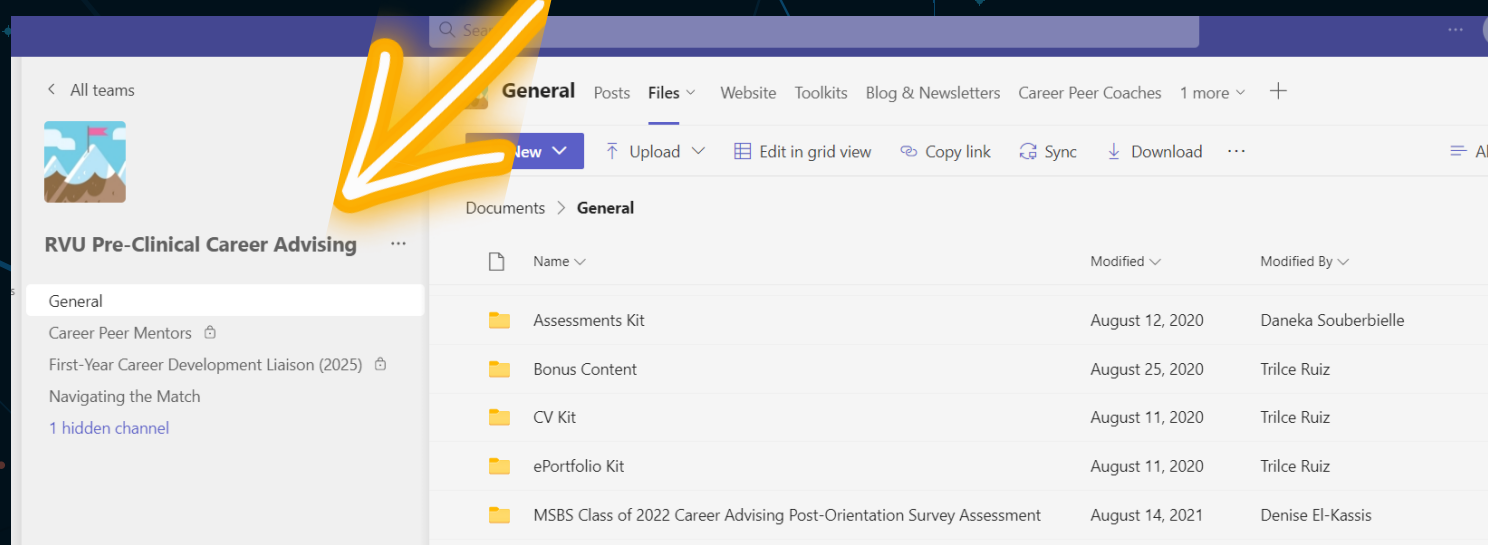 All teams
RVU Pre-Clinical Career Advising
General
Career Peer Mentors
First-Year Career Development Liaison (2025)
Navigating the Match
1 hidden channel
General Posts Files Website Toolkits Blog & Newsletters Career Peer Coaches 1 more
New Upload Edit in grid view Copy link Sync Download
Documents > General
Name Modified Modified By
Assessments Kit August 12, 2020 Daneka Souberbielle
Bonus Content August 25, 2020 Trilce Ruiz
CV Kit August 11, 2020 Trilce Ruiz
ePortfolio Kit August 11, 2020 Trilce Ruiz
MSBS Class of 2022 Career Advising Post-Orientation Survey Assessment August 14, 2021 Denise El-Kassis